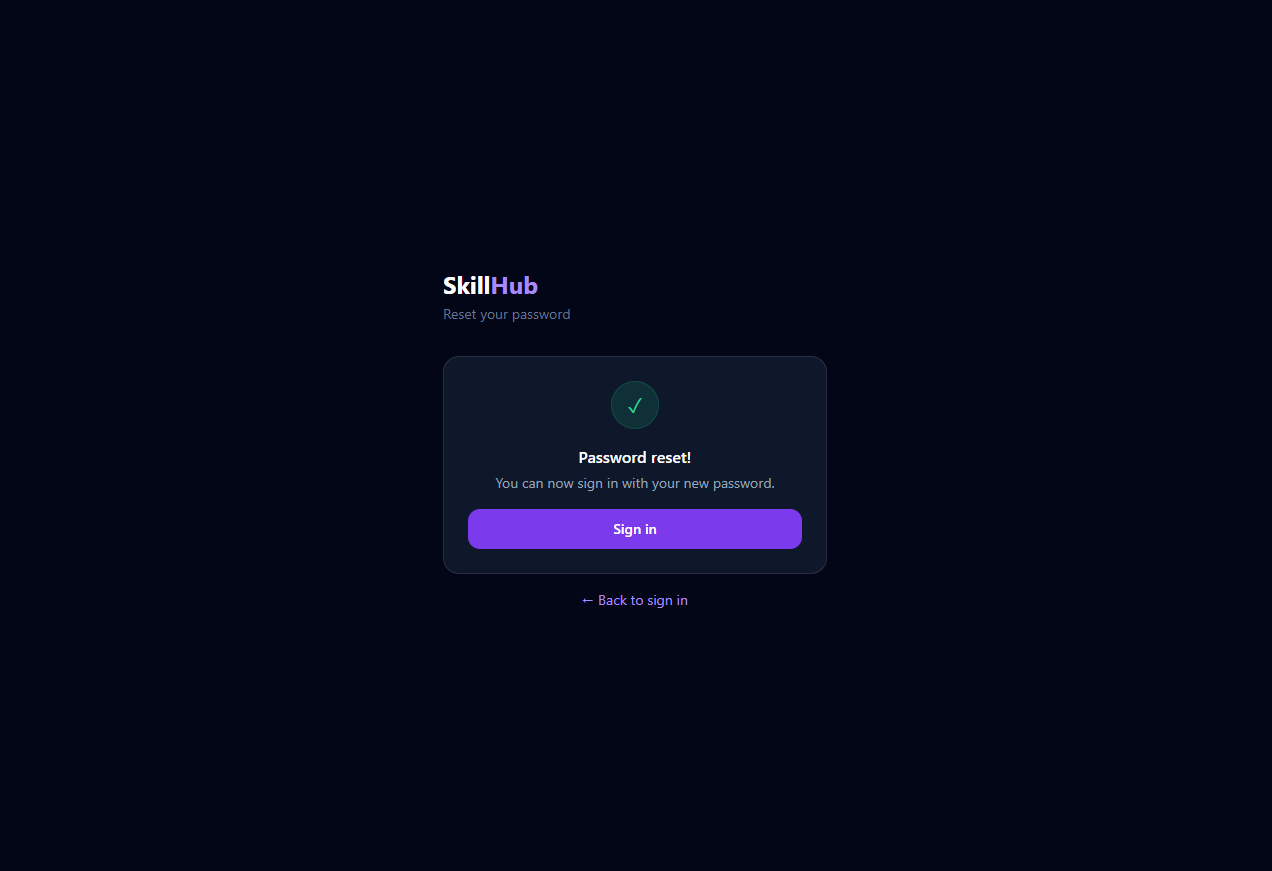 SkillHub
Reset your password
✓
Password reset!
You can now sign in with your new password.
Sign in
← Back to sign in